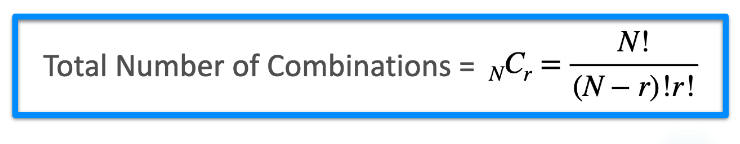 Total Number of Combinations = NCr = N! / (N – r)!r!